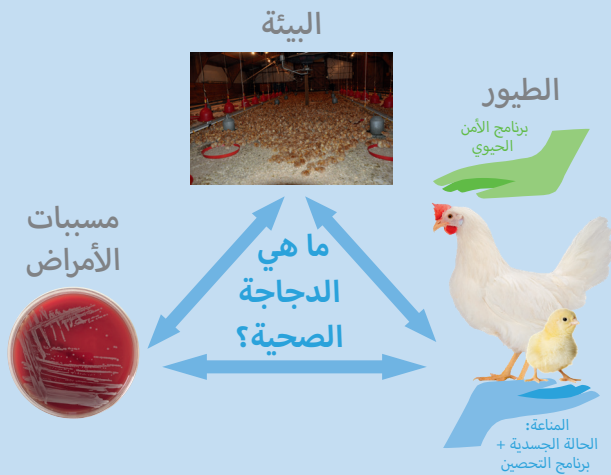 البيئة
الطيور
برنامج الأمن
الحيوي
مسببات
الأمراض
ما هي
الدجاجة
الصحية؟
المناعة:
الحالة الجسدية +
برنامج التحصين